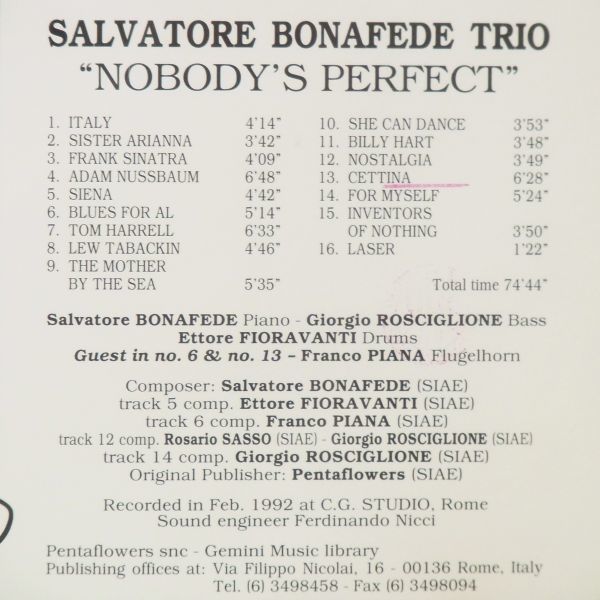 SALVATORE BONAFEDE TRIO
“NOBODY’S PERFECT”
1. ITALY 4’14”
2. SISTER ARIANNA 3’42”
3. FRANK SINATRA 4’09”
4. ADAM NUSSBAUM 6’48”
5. SIENA 4’42”
6. BLUES FOR AL 5’14”
7. TOM HARRELL 6’33”
8. LEW TABACKIN 4’46”
9. THE MOTHER
BY THE SEA 5’35”
10. SHE CAN DANCE 3’53”
11. BILLY HART 3’48”
12. NOSTALGIA 3’49”
13. CETTINA 6’28”
14. FOR MYSELF 5’24”
15. INVENTORS
OF NOTHING 3’50”
16. LASER 1’22”
Total time 74’44”
Salvatore BONAFEDE Piano - Giorgio ROSCIGLIONE Bass
Ettore FIORAVANTI Drums
Guest in no. 6 & no. 13 – Franco PIANA Flugelhorn
Composer: Salvatore BONAFEDE (SIAE)
track 5 comp. Ettore FIORAVANTI (SIAE)
track 6 comp. Franco PIANA (SIAE)
track 12 comp. Rosario SASSO (SIAE) - Giorgio ROSCIGLIONE (SIAE)
track 14 comp. Giorgio ROSCIGLIONE (SIAE)
Original Publisher: Pentaflowers (SIAE)
Recorded in Feb. 1992 at C.G. STUDIO, Rome
Sound engineer Ferdinando Nicci
Pentaflowers snc - Gemini Music library
Publishing offices at: Via Filippo Nicolai, 16 - 00136 Rome, Italy
Tel. (6) 3498458 - Fax (6) 3498094